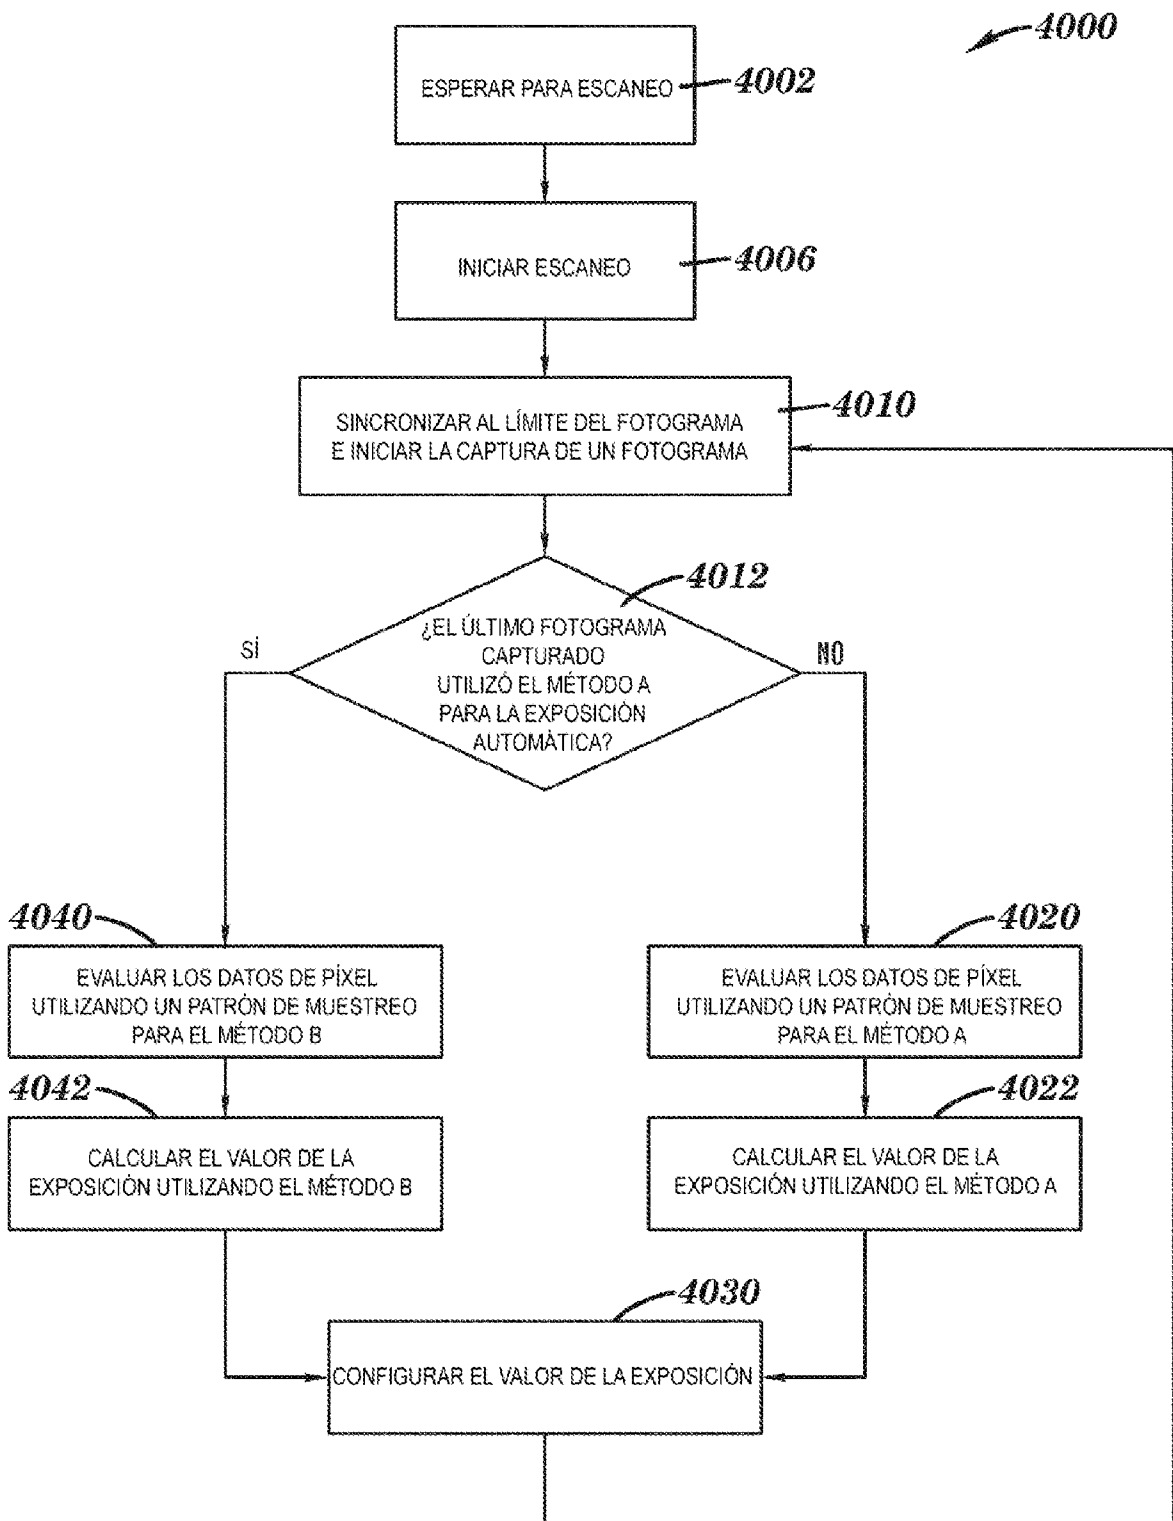 4000
ESPERAR PARA ESCANEO
4002
INICIAR ESCANEO
4006
SINCRONIZAR AL LÍMITE DEL FOTOGRAMA
E INICIAR LA CAPTURA DE UN FOTOGRAMA
4010
4012
¿EL ÚLTIMO FOTOGRAMA
CAPTURADO
UTILIZÓ EL MÉTODO A
PARA LA EXPOSICIÓN
AUTOMÁTICA?
SÍ
NO
4040
EVALUAR LOS DATOS DE PÍXEL
UTILIZANDO UN PATRÓN DE MUESTREO
PARA EL MÉTODO B
4020
EVALUAR LOS DATOS DE PÍXEL
UTILIZANDO UN PATRÓN DE MUESTREO
PARA EL MÉTODO A
4042
CALCULAR EL VALOR DE LA
EXPOSICIÓN UTILIZANDO EL MÉTODO B
4022
CALCULAR EL VALOR DE LA
EXPOSICIÓN UTILIZANDO EL MÉTODO A
4030
CONFIGURAR EL VALOR DE LA EXPOSICIÓN